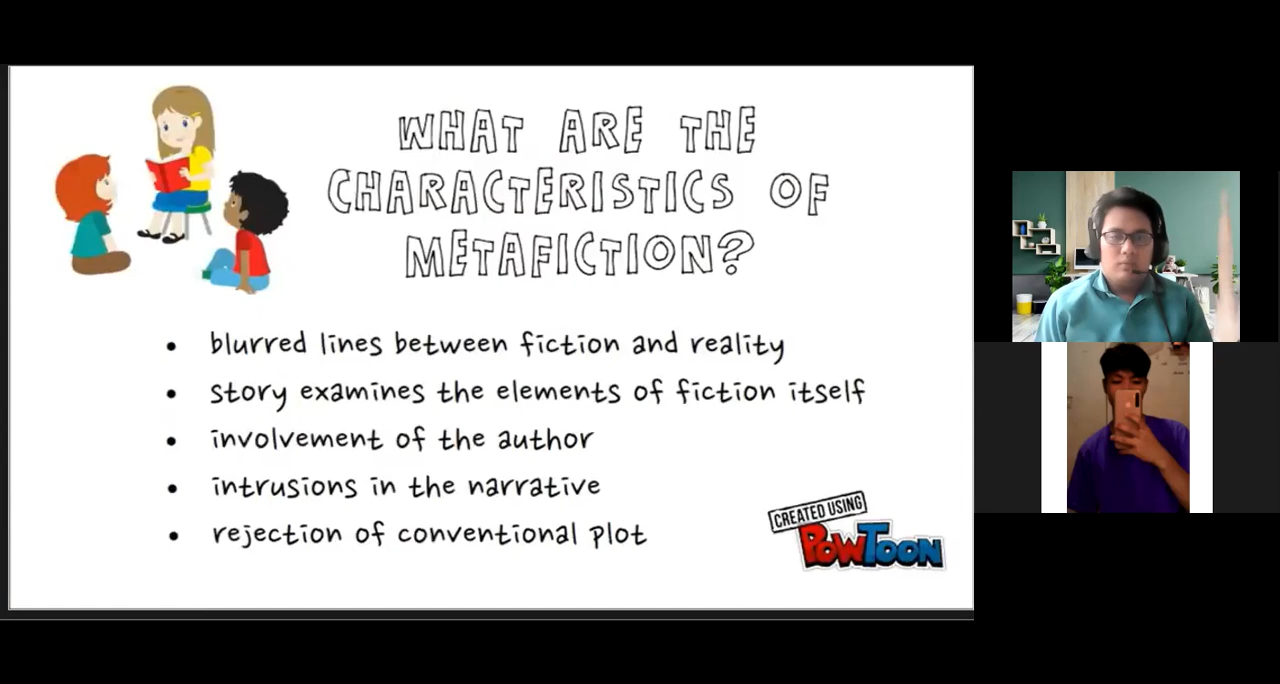 WHAT ARE THE
CHARACTERISTICS OF
METAFICTION?
• blurred lines between fiction and reality
• story examines the elements of fiction itself
• involvement of the author
• intrusions in the narrative
• rejection of conventional plot
CREATED USING
POWTOON